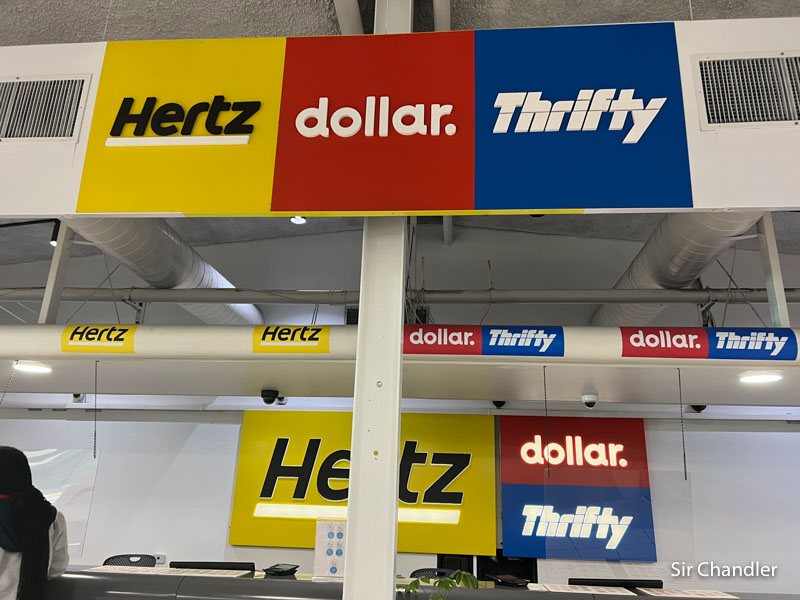 Hertz dollar. Thrifty
Hertz Hertz dollar. Thrifty dollar. Thrifty
Hertz dollar.
Thrifty
Sir Chandler